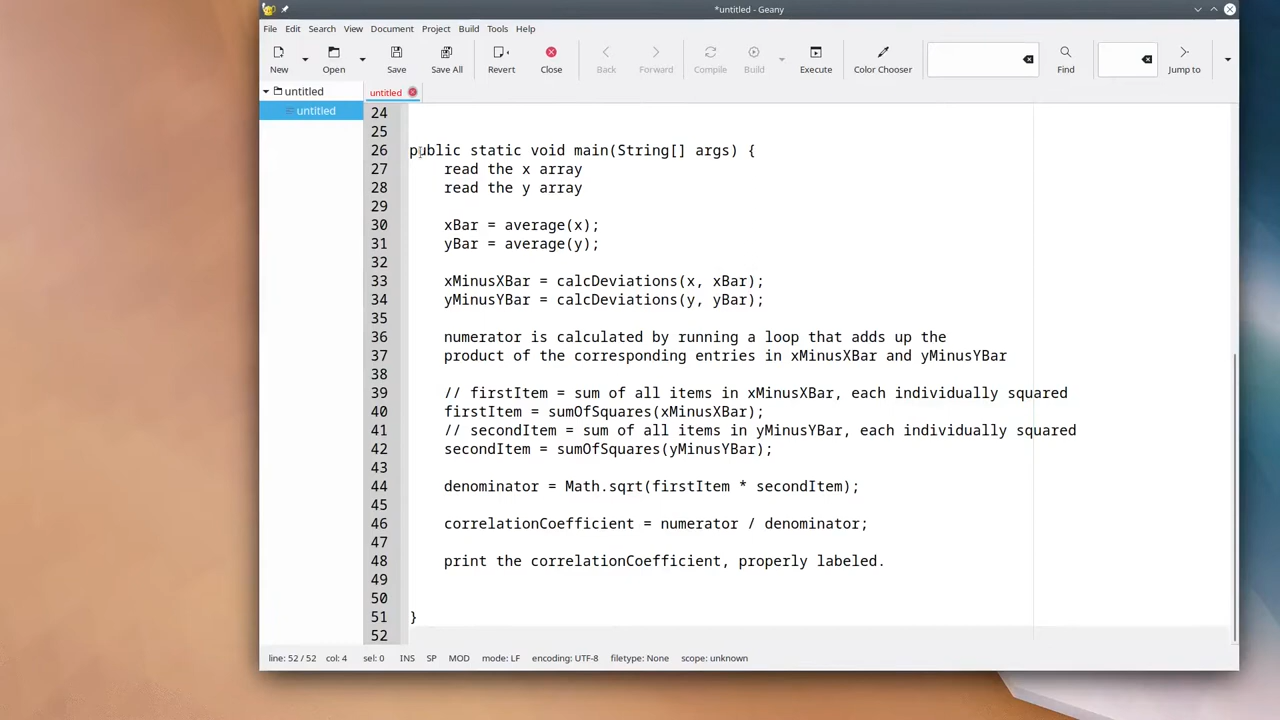 *untitled - Geany
File Edit Search View Document Project Build Tools Help
New Open Save Save All Revert Close Back Forward Compile Build Execute Color Chooser Find Jump to
untitled
untitled
untitled
24
25
26 public static void main(String[] args) {
27 read the x array
28 read the y array
29
30 xBar = average(x);
31 yBar = average(y);
32
33 xMinusXBar = calcDeviations(x, xBar);
34 yMinusYBar = calcDeviations(y, yBar);
35
36 numerator is calculated by running a loop that adds up the
37 product of the corresponding entries in xMinusXBar and yMinusYBar
38
39 // firstItem = sum of all items in xMinusXBar, each individually squared
40 firstItem = sumOfSquares(xMinusXBar);
41 // secondItem = sum of all items in yMinusYBar, each individually squared
42 secondItem = sumOfSquares(yMinusYBar);
43
44 denominator = Math.sqrt(firstItem * secondItem);
45
46 correlationCoefficient = numerator / denominator;
47
48 print the correlationCoefficient, properly labeled.
49
50
51 }
52
line: 52 / 52 col: 4 sel: 0 INS SP MOD mode: LF encoding: UTF-8 filetype: None scope: unknown